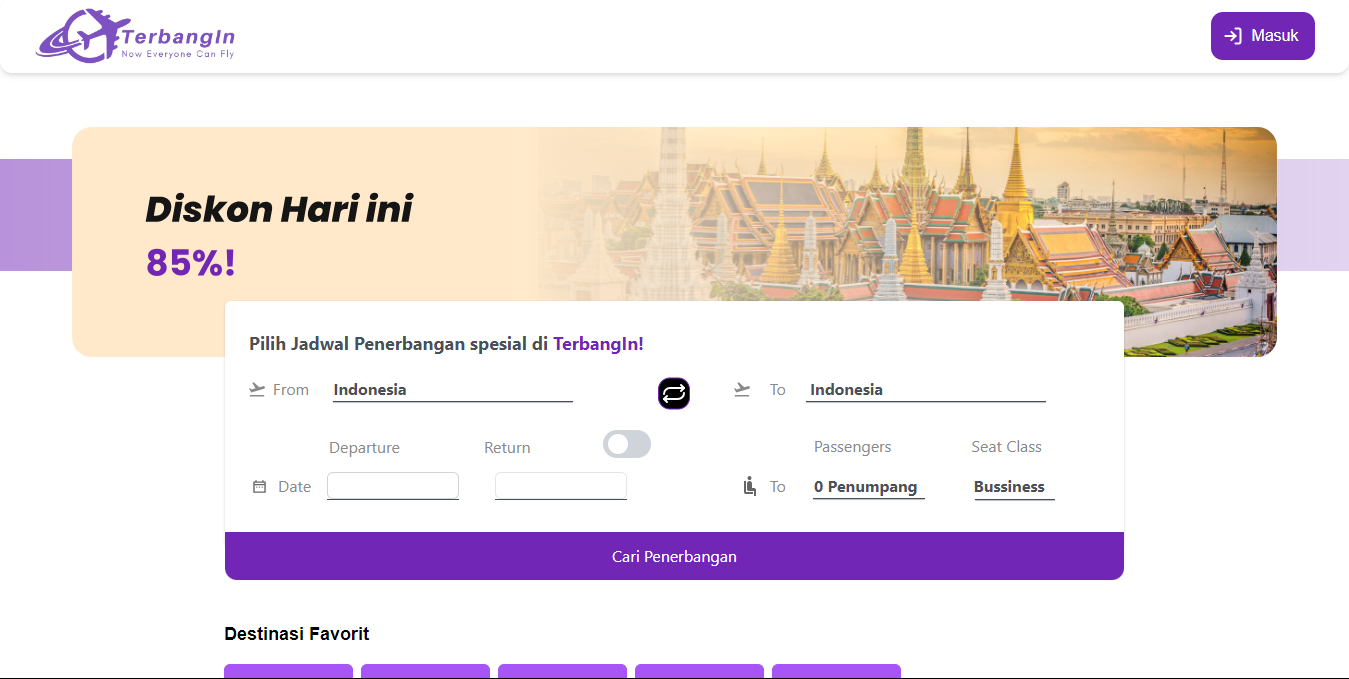 TerbangIn
Now Everyone Can Fly
Masuk
Diskon Hari ini
85%!
Pilih Jadwal Penerbangan spesial di TerbangIn!
From Indonesia
To Indonesia
Departure Return
Passengers Seat Class
Date
To 0 Penumpang Bussiness
Cari Penerbangan
Destinasi Favorit